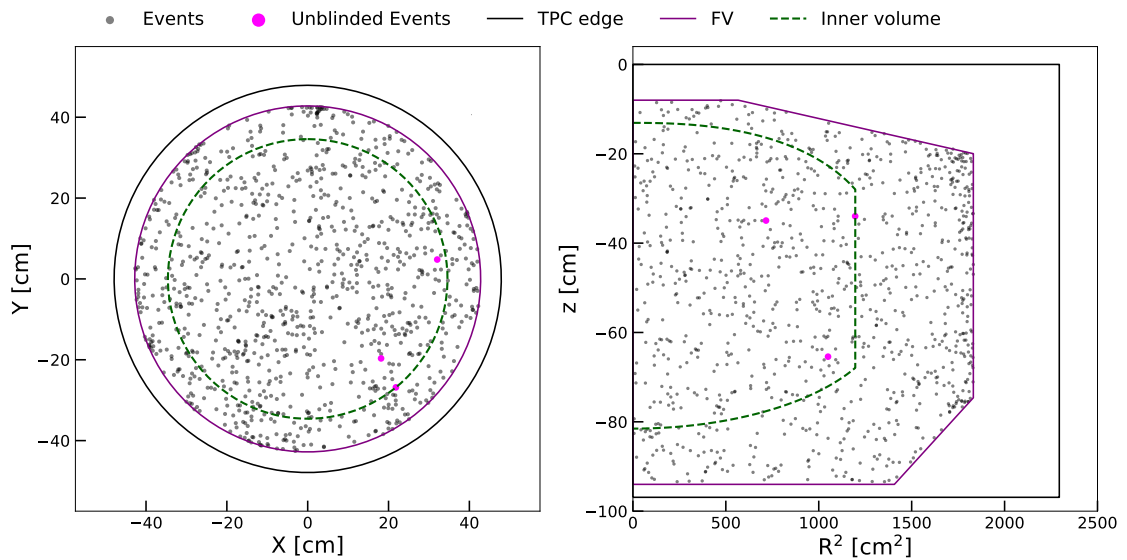 Events Unblinded Events TPC edge FV Inner volume
40
20
0
−20
−40
Y [cm]
−40 −20 0 20 40
X [cm]
0
−20
−40
−60
−80
−100
z [cm]
0 500 1000 1500 2000 2500
R² [cm²]